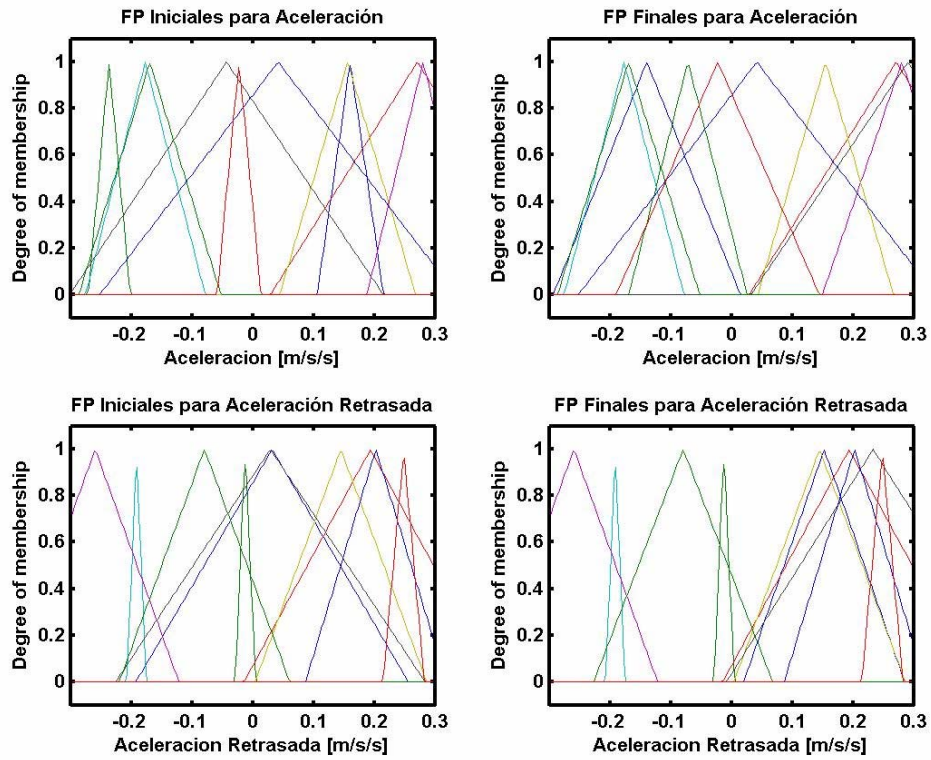 FP Iniciales para Aceleración
FP Finales para Aceleración
Degree of membership
1
0.8
0.6
0.4
0.2
0
-0.2 -0.1 0 0.1 0.2 0.3
Aceleracion [m/s/s]
Degree of membership
1
0.8
0.6
0.4
0.2
0
-0.2 -0.1 0 0.1 0.2 0.3
Aceleracion [m/s/s]
FP Iniciales para Aceleración Retrasada
FP Finales para Aceleración Retrasada
Degree of membership
1
0.8
0.6
0.4
0.2
0
-0.2 -0.1 0 0.1 0.2 0.3
Aceleracion Retrasada [m/s/s]
Degree of membership
1
0.8
0.6
0.4
0.2
0
-0.2 -0.1 0 0.1 0.2 0.3
Aceleracion Retrasada [m/s/s]